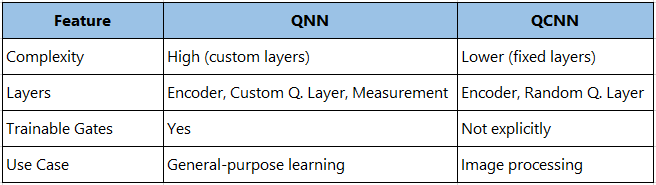 Feature QNN QCNN
Complexity High (custom layers) Lower (fixed layers)
Layers Encoder, Custom Q. Layer, Measurement Encoder, Random Q. Layer
Trainable Gates Yes Not explicitly
Use Case General-purpose learning Image processing